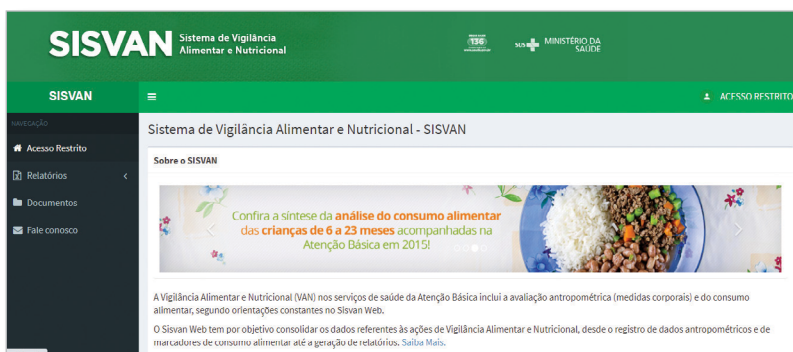 SISVAN Sistema de Vigilância
Alimentar e Nutricional
136
SUS MINISTÉRIO DA
SAÚDE
SISVAN
ACESSO RESTRITO
NAVEGAÇÃO
Sistema de Vigilância Alimentar e Nutricional - SISVAN
Acesso Restrito
Sobre o SISVAN
Relatórios
Documentos
Fale conosco
Confira a síntese da análise do consumo alimentar
das crianças de 6 a 23 meses acompanhadas na
Atenção Básica em 2015!
A Vigilância Alimentar e Nutricional (VAN) nos serviços de saúde da Atenção Básica inclui a avaliação antropométrica (medidas corporais) e do consumo
alimentar, segundo orientações constantes no Sisvan Web.
O Sisvan Web tem por objetivo consolidar os dados referentes às ações de Vigilância Alimentar e Nutricional, desde o registro de dados antropométricos e de
marcadores de consumo alimentar até a geração de relatórios. Saiba Mais.